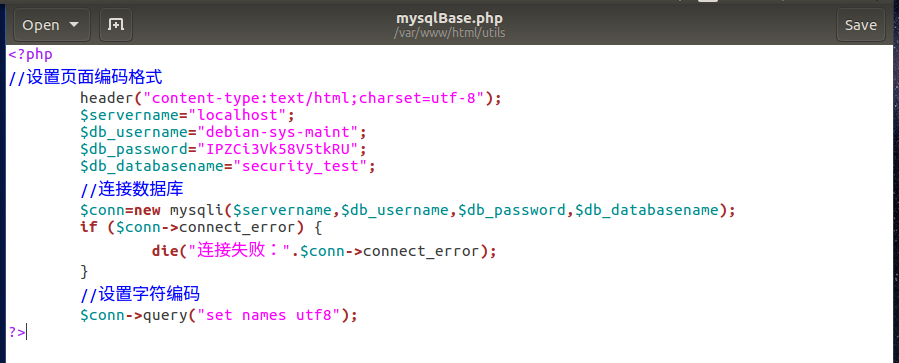 Open
mysqlBase.php
/var/www/html/utils
Save
<?php
//设置页面编码格式
header("content-type:text/html;charset=utf-8");
$servername="localhost";
$db_username="debian-sys-maint";
$db_password="IPZCi3Vk58V5tkRU";
$db_databasename="security_test";
//连接数据库
$conn=new mysqli($servername,$db_username,$db_password,$db_databasename);
if ($conn->connect_error) {
die("连接失败：".$conn->connect_error);
}
//设置字符编码
$conn->query("set names utf8");
?>